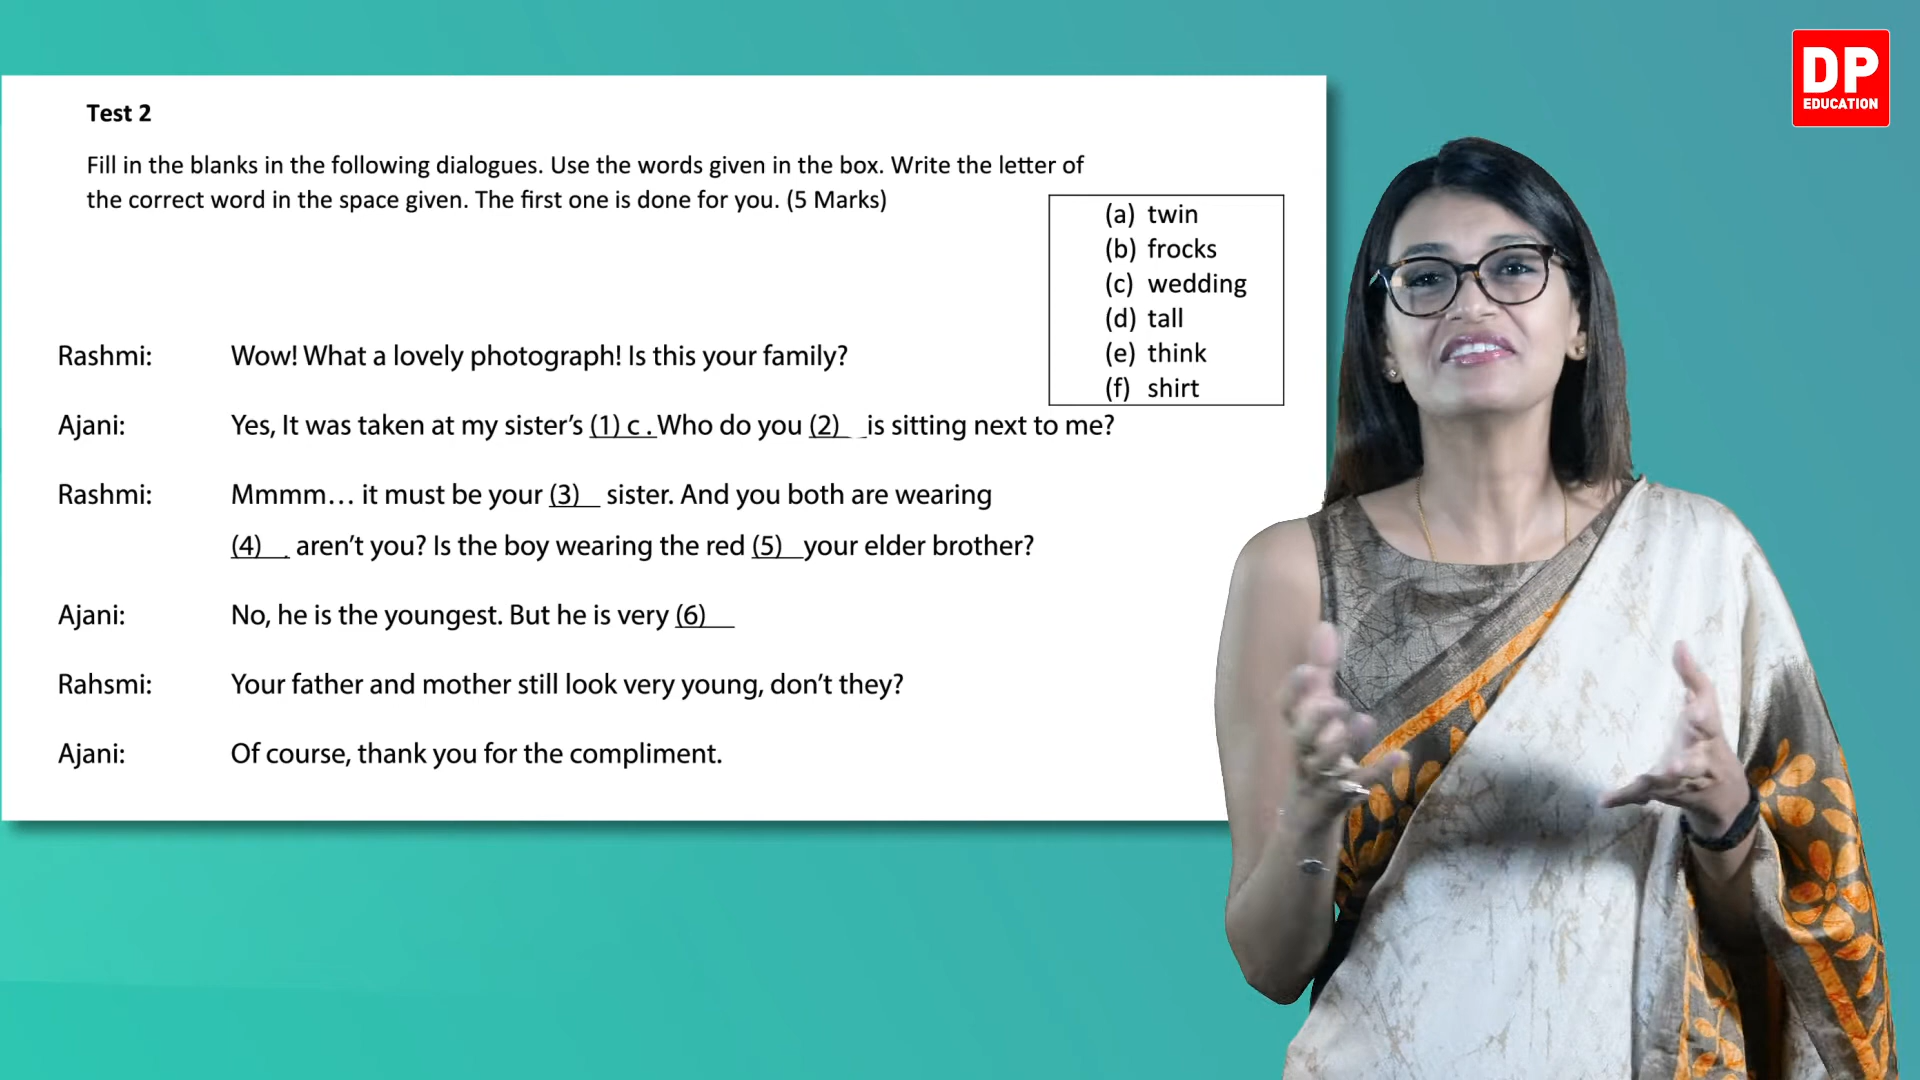 DP
EDUCATION
Test 2
Fill in the blanks in the following dialogues. Use the words given in the box. Write the letter of
the correct word in the space given. The first one is done for you. (5 Marks)
(a) twin
(b) frocks
(c) wedding
(d) tall
(e) think
(f) shirt
Rashmi: Wow! What a lovely photograph! Is this your family?
Ajani: Yes, It was taken at my sister’s (1) c . Who do you (2)__ is sitting next to me?
Rashmi: Mmmm… it must be your (3)__ sister. And you both are wearing
(4)__. aren’t you? Is the boy wearing the red (5)__ your elder brother?
Ajani: No, he is the youngest. But he is very (6)__
Rahsmi: Your father and mother still look very young, don’t they?
Ajani: Of course, thank you for the compliment.